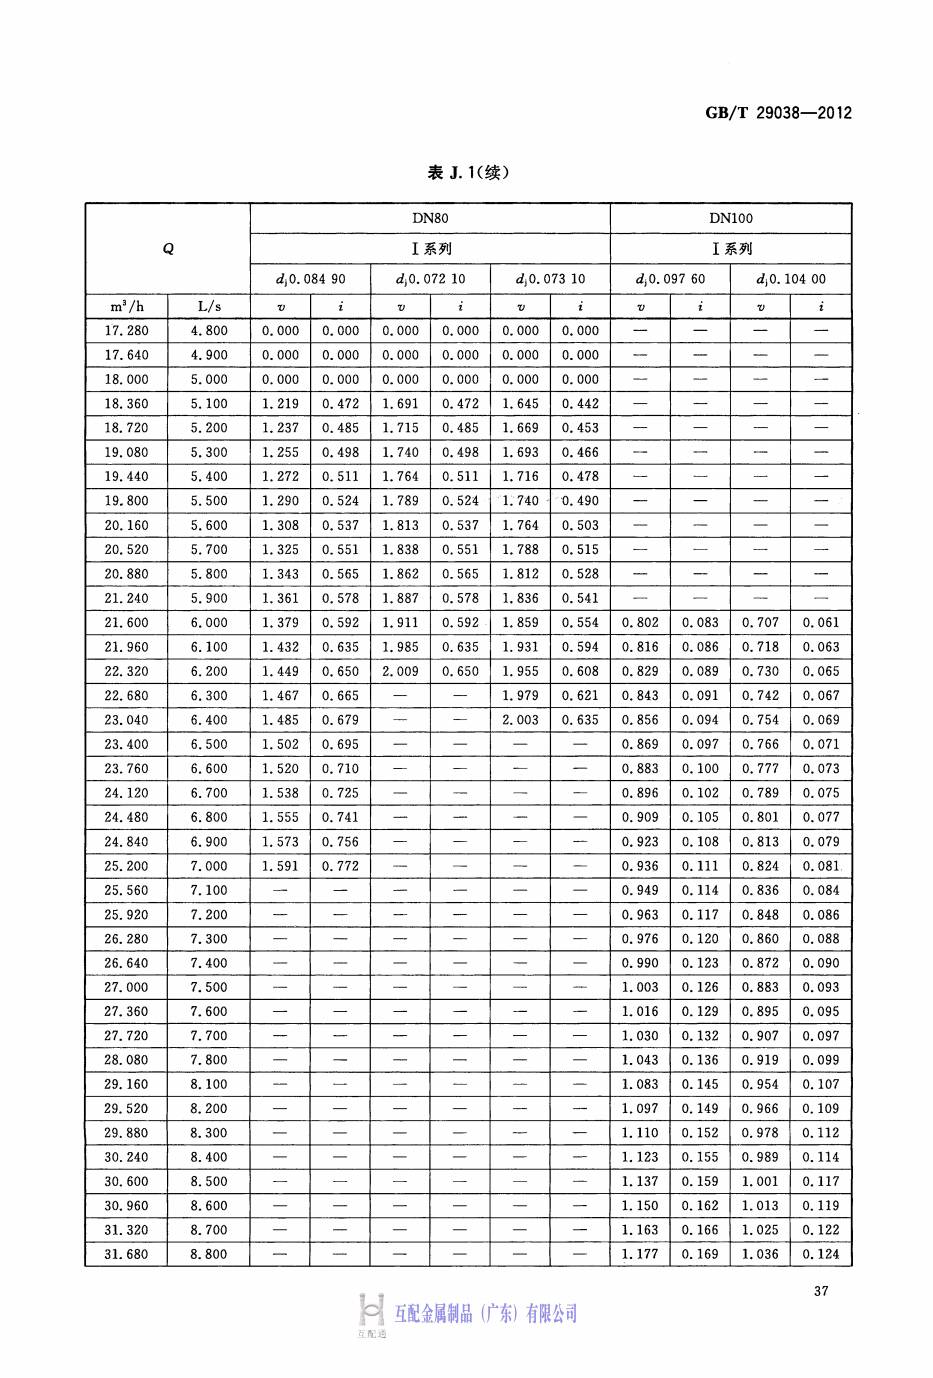 GB/T 29038—2012
表 J.1(续)
Q DN80 DN100
Ⅰ系列 Ⅰ系列
dj0.084 90 dj0.072 10 dj0.073 10 dj0.097 60 dj0.104 00
m³/h L/s v i v i v i v i v i
17.280 4.800 0.000 0.000 0.000 0.000 0.000 0.000 — — — —
17.640 4.900 0.000 0.000 0.000 0.000 0.000 0.000 — — — —
18.000 5.000 0.000 0.000 0.000 0.000 0.000 0.000 — — — —
18.360 5.100 1.219 0.472 1.691 0.472 1.645 0.442 — — — —
18.720 5.200 1.237 0.485 1.715 0.485 1.669 0.453 — — — —
19.080 5.300 1.255 0.498 1.740 0.498 1.693 0.466 — — — —
19.440 5.400 1.272 0.511 1.764 0.511 1.716 0.478 — — — —
19.800 5.500 1.290 0.524 1.789 0.524 1.740 0.490 — — — —
20.160 5.600 1.308 0.537 1.813 0.537 1.764 0.503 — — — —
20.520 5.700 1.325 0.551 1.838 0.551 1.788 0.515 — — — —
20.880 5.800 1.343 0.565 1.862 0.565 1.812 0.528 — — — —
21.240 5.900 1.361 0.578 1.887 0.578 1.836 0.541 — — — —
21.600 6.000 1.379 0.592 1.911 0.592 1.859 0.554 0.802 0.083 0.707 0.061
21.960 6.100 1.432 0.635 1.985 0.635 1.931 0.594 0.816 0.086 0.718 0.063
22.320 6.200 1.449 0.650 2.009 0.650 1.955 0.608 0.829 0.089 0.730 0.065
22.680 6.300 1.467 0.665 — — 1.979 0.621 0.843 0.091 0.742 0.067
23.040 6.400 1.485 0.679 — — 2.003 0.635 0.856 0.094 0.754 0.069
23.400 6.500 1.502 0.695 — — — — 0.869 0.097 0.766 0.071
23.760 6.600 1.520 0.710 — — — — 0.883 0.100 0.777 0.073
24.120 6.700 1.538 0.725 — — — — 0.896 0.102 0.789 0.075
24.480 6.800 1.555 0.741 — — — — 0.909 0.105 0.801 0.077
24.840 6.900 1.573 0.756 — — — — 0.923 0.108 0.813 0.079
25.200 7.000 1.591 0.772 — — — — 0.936 0.111 0.824 0.081
25.560 7.100 — — — — — — 0.949 0.114 0.836 0.084
25.920 7.200 — — — — — — 0.963 0.117 0.848 0.086
26.280 7.300 — — — — — — 0.976 0.120 0.860 0.088
26.640 7.400 — — — — — — 0.990 0.123 0.872 0.090
27.000 7.500 — — — — — — 1.003 0.126 0.883 0.093
27.360 7.600 — — — — — — 1.016 0.129 0.895 0.095
27.720 7.700 — — — — — — 1.030 0.132 0.907 0.097
28.080 7.800 — — — — — — 1.043 0.136 0.919 0.099
29.160 8.100 — — — — — — 1.083 0.145 0.954 0.107
29.520 8.200 — — — — — — 1.097 0.149 0.966 0.109
29.880 8.300 — — — — — — 1.110 0.152 0.978 0.112
30.240 8.400 — — — — — — 1.123 0.155 0.989 0.114
30.600 8.500 — — — — — — 1.137 0.159 1.001 0.117
30.960 8.600 — — — — — — 1.150 0.162 1.013 0.119
31.320 8.700 — — — — — — 1.163 0.166 1.025 0.122
31.680 8.800 — — — — — — 1.177 0.169 1.036 0.124
37
互配金属制品（广东）有限公司
互配通